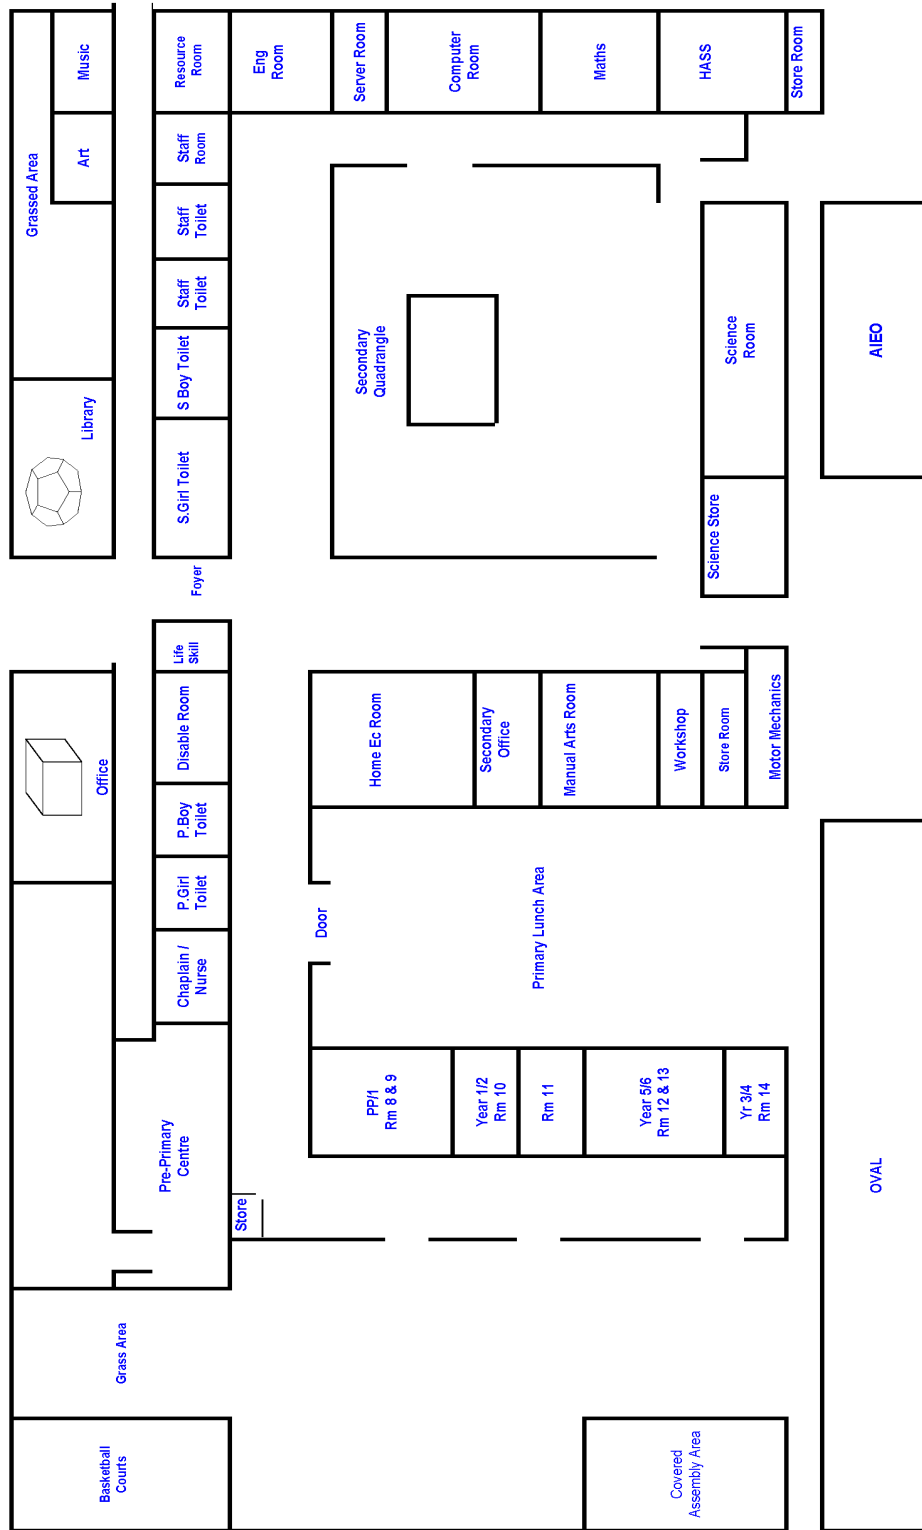 Music
Resource
Room
Eng
Room
Server Room
Computer
Room
Maths
HASS
Store Room
Grassed Area
Art
Staff
Room
Staff
Toilet
Staff
Toilet
S Boy Toilet
S.Girl Toilet
Library
Secondary
Quadrangle
Science
Room
AIEO
Science Store
Foyer
Life
Skill
Disable Room
Office
P.Boy
Toilet
P.Girl
Toilet
Chaplain /
Nurse
Home Ec Room
Secondary
Office
Manual Arts Room
Workshop
Store Room
Motor Mechanics
Door
Primary Lunch Area
PP/1
Rm 8 & 9
Year 1/2
Rm 10
Rm 11
Year 5/6
Rm 12 & 13
Yr 3/4
Rm 14
Pre-Primary
Centre
Store
OVAL
Grass Area
Basketball
Courts
Covered
Assembly Area